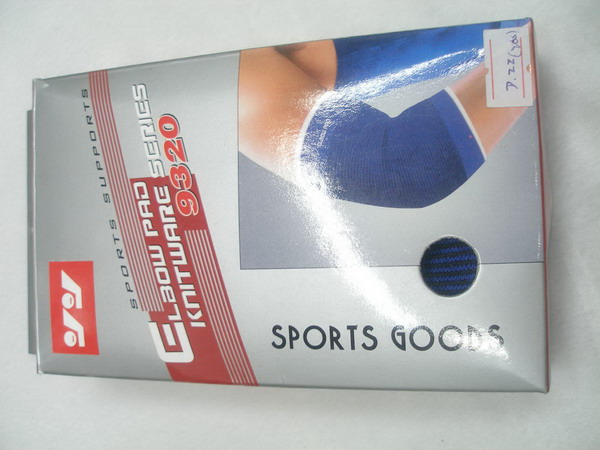 SPORTS SUPPORTS
ELBOW PAD
KNITWARE SERIES
9320
SPORTS GOODS